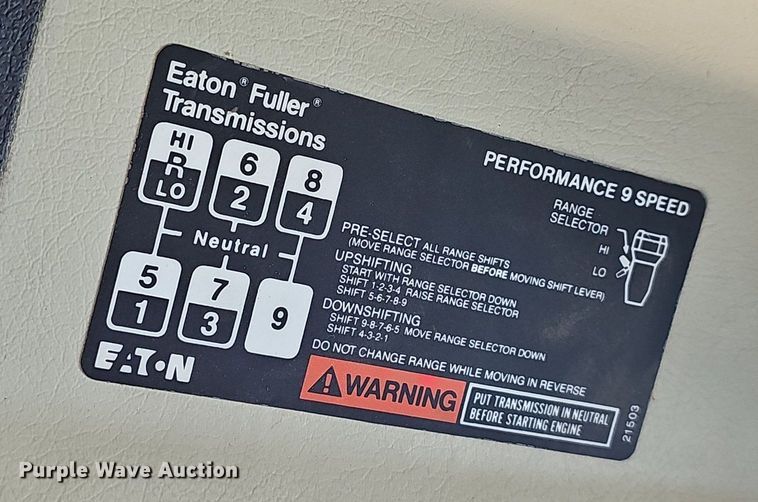 Eaton® Fuller®
Transmissions
PERFORMANCE 9 SPEED
HI
R
LO
6
2
8
4
Neutral
5
1
7
3
9
RANGE
SELECTOR
HI
LO
PRE-SELECT ALL RANGE SHIFTS
(MOVE RANGE SELECTOR BEFORE MOVING SHIFT LEVER)
UPSHIFTING
START WITH RANGE SELECTOR DOWN
SHIFT 1-2-3-4 RAISE RANGE SELECTOR
SHIFT 5-6-7-8-9
DOWNSHIFTING
SHIFT 9-8-7-6-5 MOVE RANGE SELECTOR DOWN
SHIFT 4-3-2-1
DO NOT CHANGE RANGE WHILE MOVING IN REVERSE
EATON
WARNING
PUT TRANSMISSION IN NEUTRAL
BEFORE STARTING ENGINE
21503
Purple Wave Auction